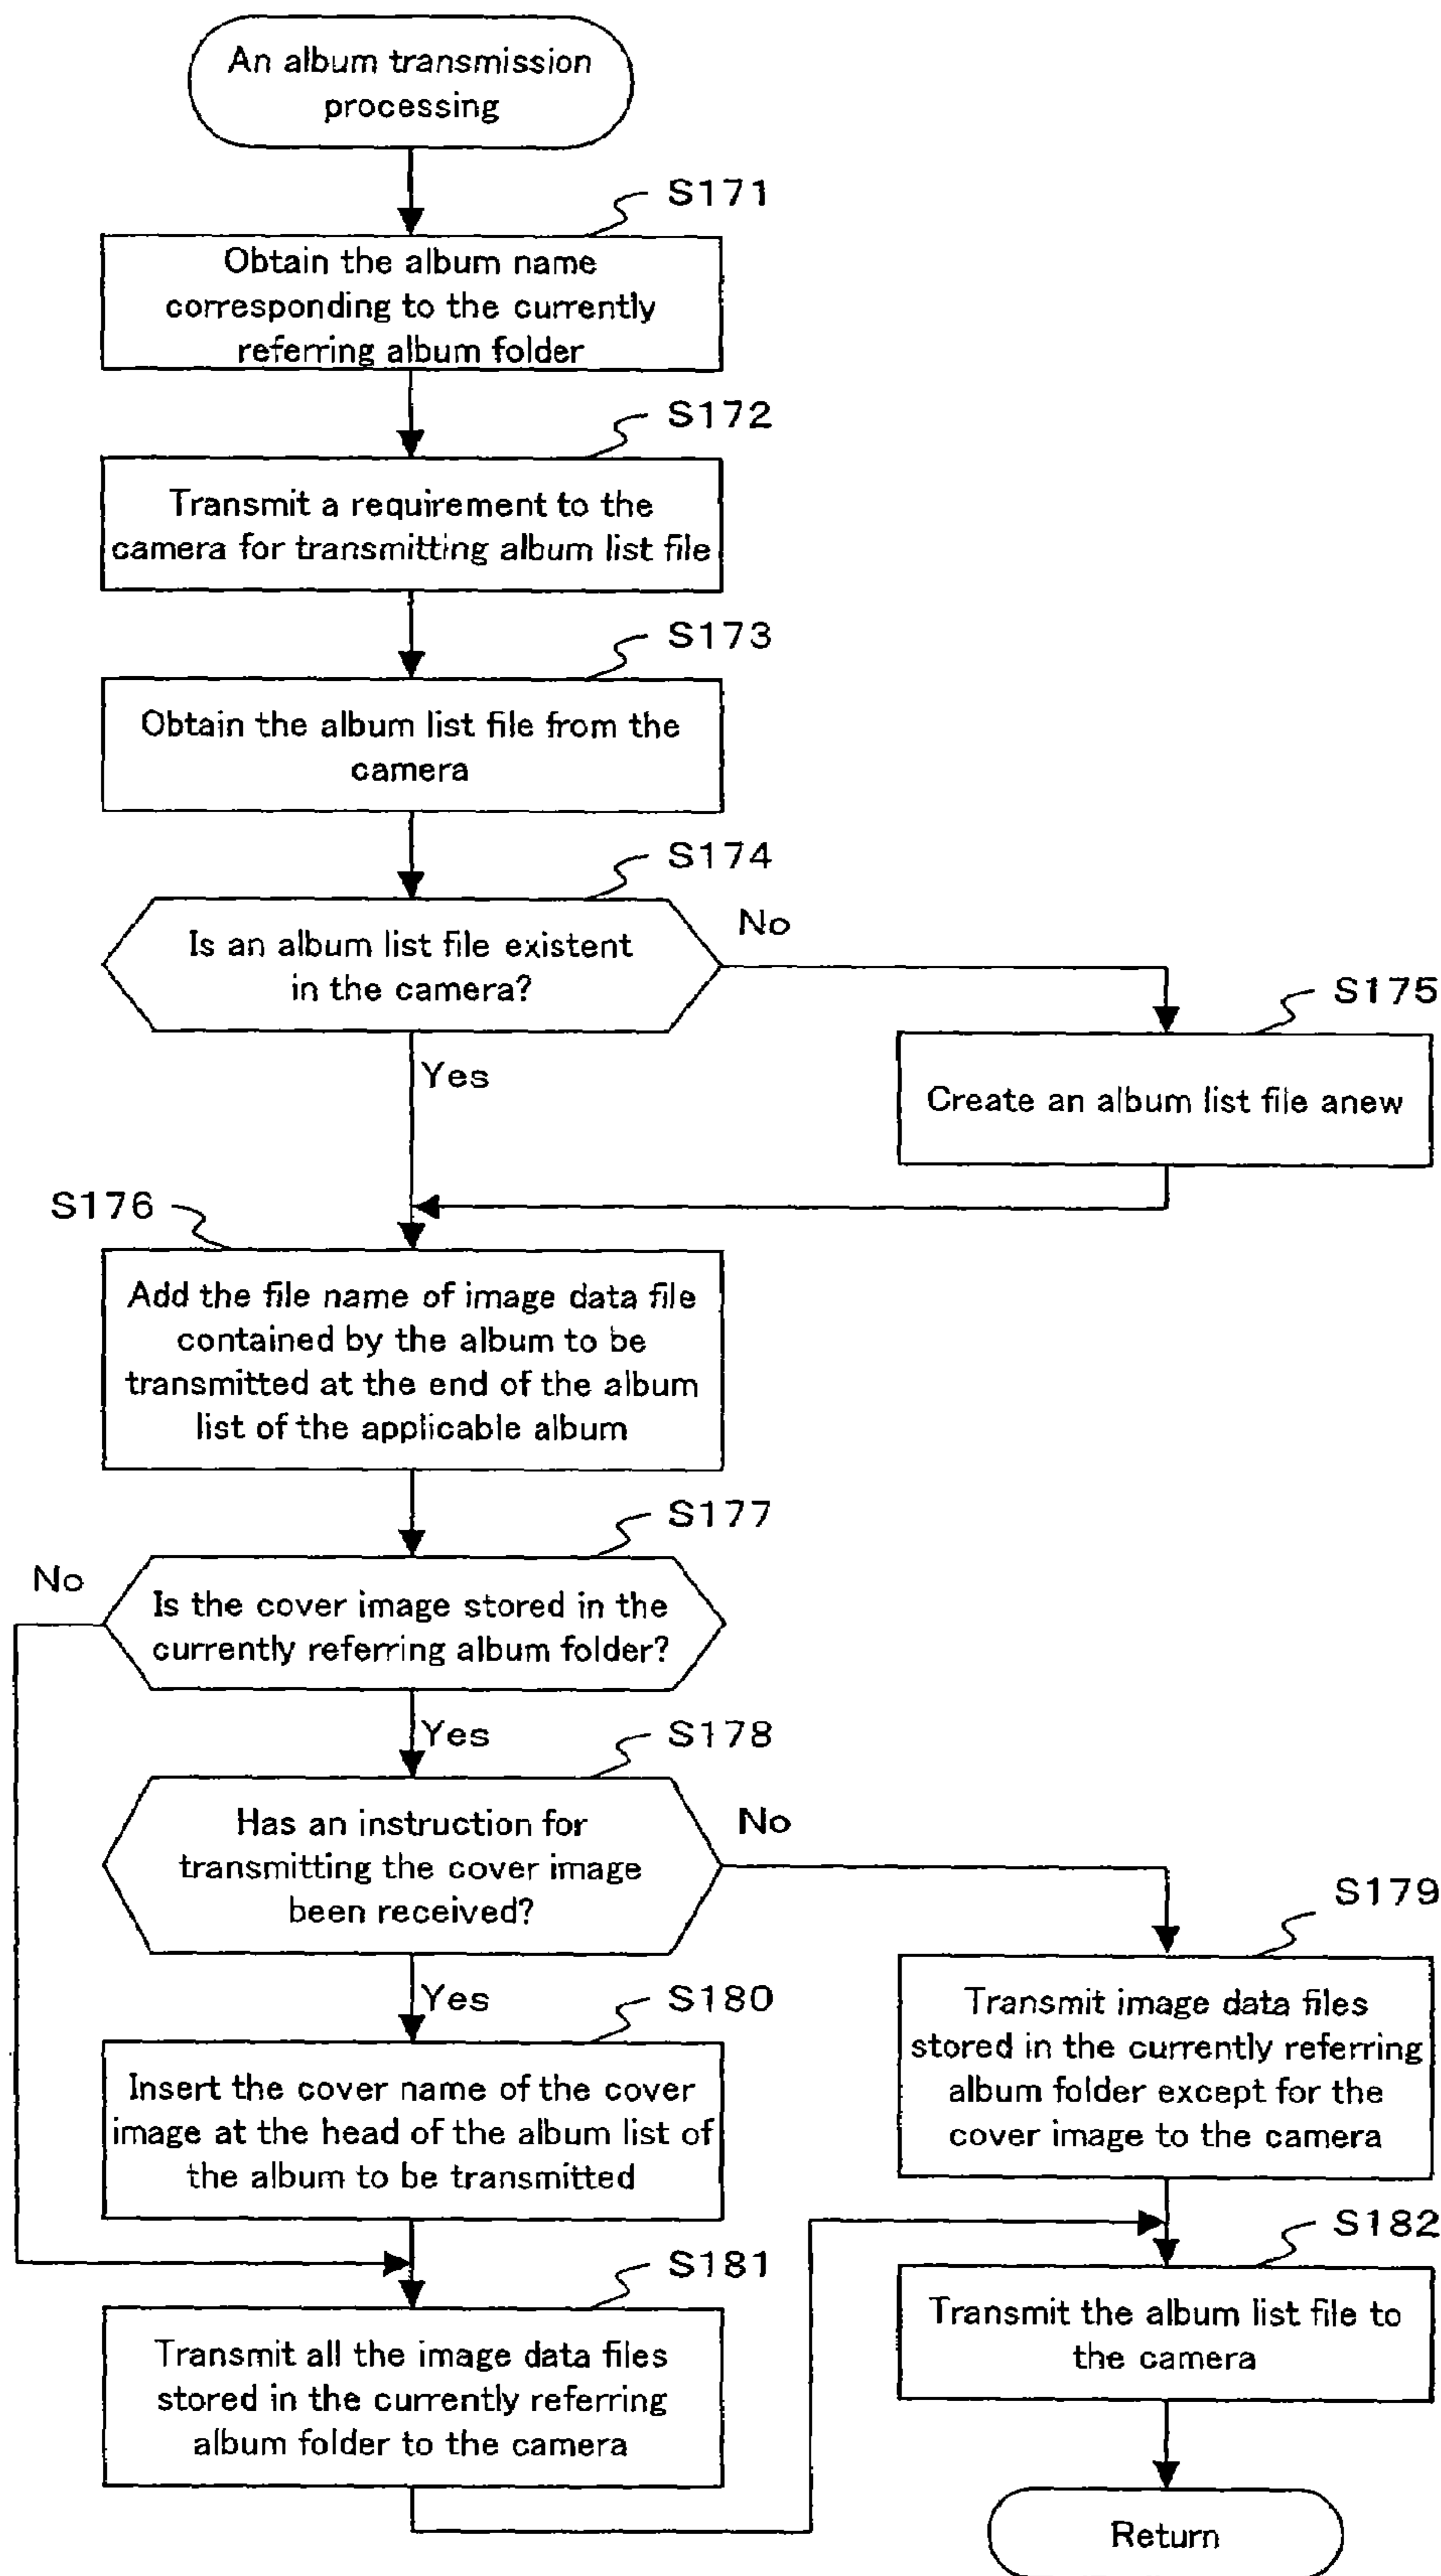 An album transmission
processing
S171
Obtain the album name
corresponding to the currently
referring album folder
S172
Transmit a requirement to the
camera for transmitting album list file
S173
Obtain the album list file from the
camera
S174
Is an album list file existent
in the camera?
No
Yes
S175
Create an album list file anew
S176
Add the file name of image data file
contained by the album to be
transmitted at the end of the album
list of the applicable album
S177
Is the cover image stored in the
currently referring album folder?
No
Yes
S178
Has an instruction for
transmitting the cover image
been received?
No
Yes
S179
Transmit image data files
stored in the currently referring
album folder except for the
cover image to the camera
S180
Insert the cover name of the cover
image at the head of the album list of
the album to be transmitted
S181
Transmit all the image data files
stored in the currently referring
album folder to the camera
S182
Transmit the album list file to
the camera
Return